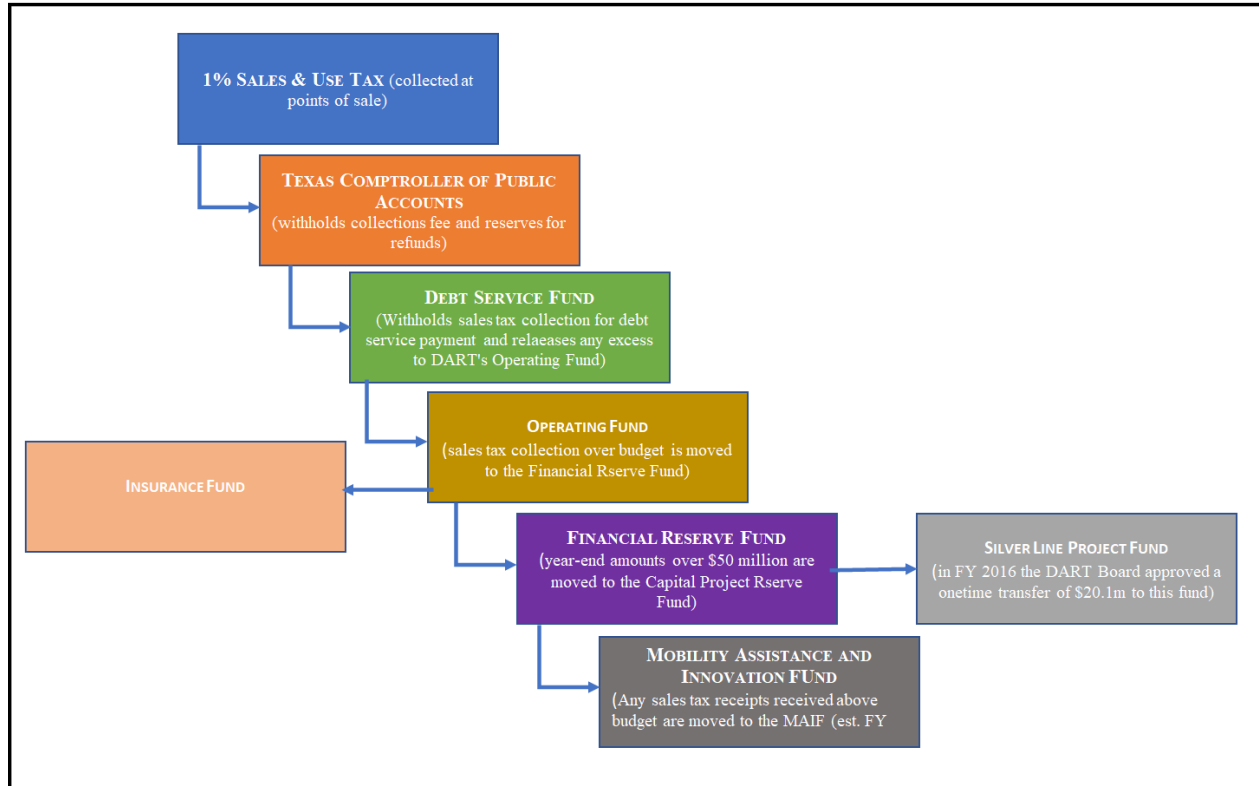 1% SALES & USE TAX (collected at
points of sale)
TEXAS COMPTROLLER OF PUBLIC
ACCOUNTS
(withholds collections fee and reserves for
refunds)
DEBT SERVICE FUND
(Withholds sales tax collection for debt
service payment and relaeases any excess
to DART's Operating Fund)
OPERATING FUND
(sales tax collection over budget is moved
to the Financial Rserve Fund)
INSURANCE FUND
FINANCIAL RESERVE FUND
(year-end amounts over $50 million are
moved to the Capital Project Rserve
Fund)
SILVER LINE PROJECT FUND
(in FY 2016 the DART Board approved a
onetime transfer of $20.1m to this fund)
MOBILITY ASSISTANCE AND
INNOVATION FUND
(Any sales tax receipts received above
budget are moved to the MAIF (est. FY